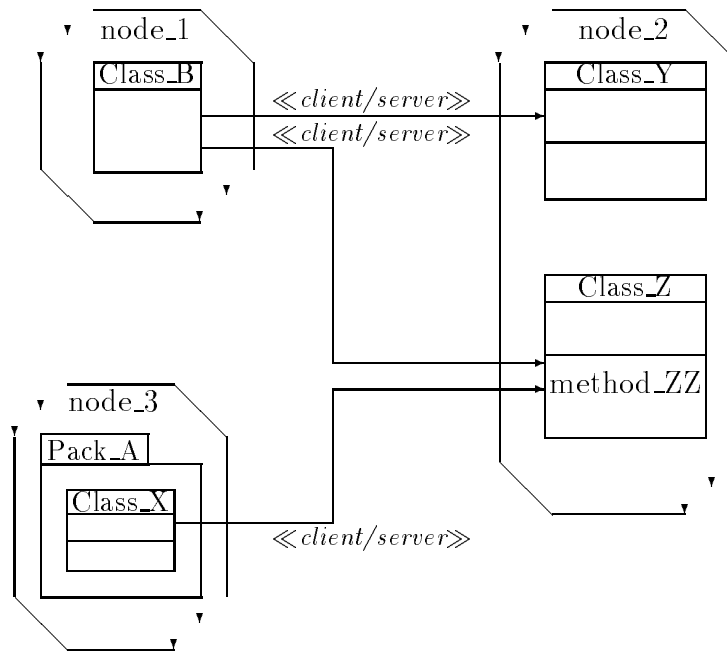 node_1
node_2
Class_B
Class_Y
≪client/server≫
≪client/server≫
Class_Z
method_ZZ
node_3
Pack_A
Class_X
≪client/server≫